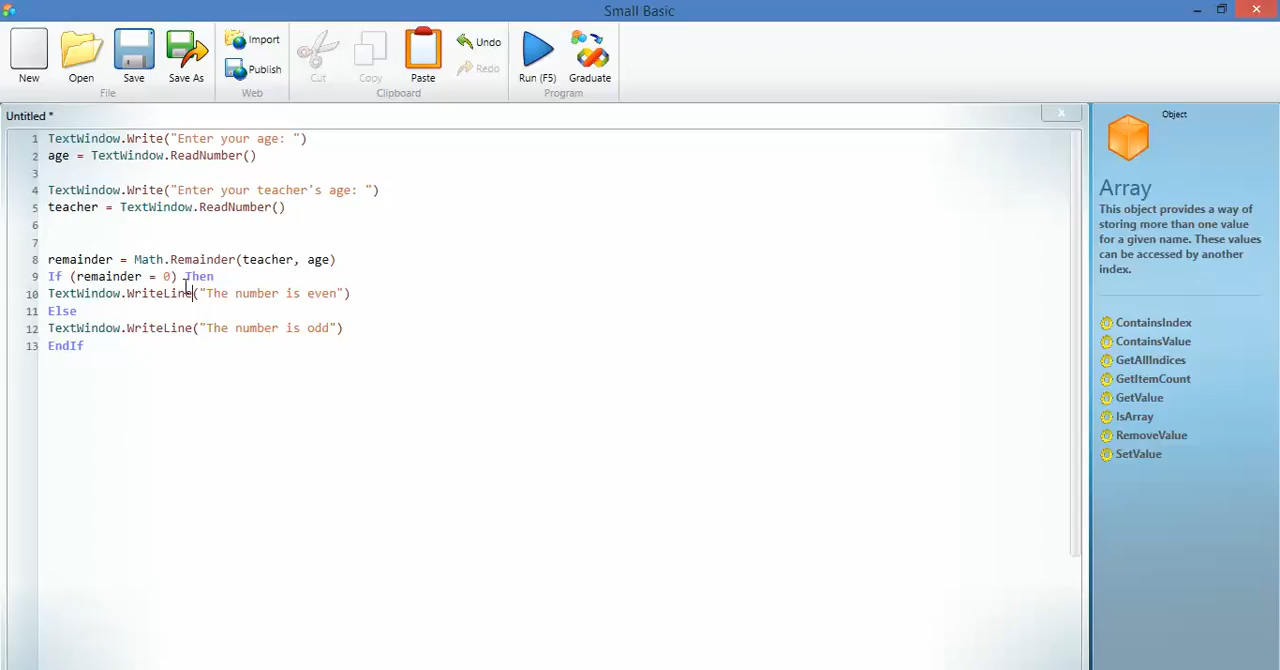 Small Basic
New
Open
Save
Save As
Import
Publish
Cut
Copy
Paste
Undo
Redo
Run (F5)
Graduate
File
Web
Clipboard
Program
Untitled *
x
1 TextWindow.Write("Enter your age: ")
2 age = TextWindow.ReadNumber()
3
4 TextWindow.Write("Enter your teacher's age: ")
5 teacher = TextWindow.ReadNumber()
6
7
8 remainder = Math.Remainder(teacher, age)
9 If (remainder = 0) Then
10 TextWindow.WriteLine("The number is even")
11 Else
12 TextWindow.WriteLine("The number is odd")
13 EndIf
Object
Array
This object provides a way of
storing more than one value
for a given name. These values
can be accessed by another
index.
ContainsIndex
ContainsValue
GetAllIndices
GetItemCount
GetValue
IsArray
RemoveValue
SetValue